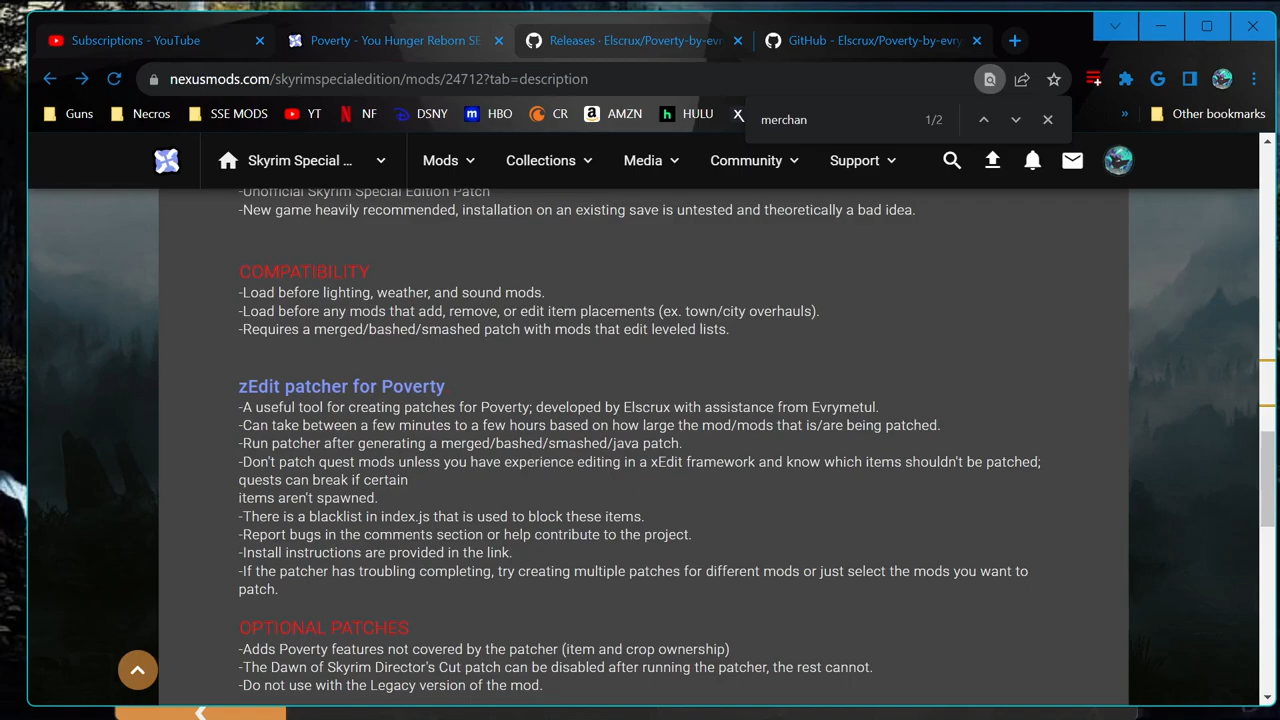 Subscriptions - YouTube
Poverty - You Hunger Reborn SE
Releases · Elscrux/Poverty-by-evr
GitHub - Elscrux/Poverty-by-evry
nexusmods.com/skyrimspecialedition/mods/24712?tab=description
Guns
Necros
SSE MODS
YT
NF
DSNY
HBO
CR
AMZN
HULU
X
merchan
1/2
»
Other bookmarks
Skyrim Special ...
Mods
Collections
Media
Community
Support
-Unofficial Skyrim Special Edition Patch
-New game heavily recommended, installation on an existing save is untested and theoretically a bad idea.
COMPATIBILITY
-Load before lighting, weather, and sound mods.
-Load before any mods that add, remove, or edit item placements (ex. town/city overhauls).
-Requires a merged/bashed/smashed patch with mods that edit leveled lists.
zEdit patcher for Poverty
-A useful tool for creating patches for Poverty; developed by Elscrux with assistance from Evrymetul.
-Can take between a few minutes to a few hours based on how large the mod/mods that is/are being patched.
-Run patcher after generating a merged/bashed/smashed/java patch.
-Don't patch quest mods unless you have experience editing in a xEdit framework and know which items shouldn't be patched;
quests can break if certain
items aren't spawned.
-There is a blacklist in index.js that is used to block these items.
-Report bugs in the comments section or help contribute to the project.
-Install instructions are provided in the link.
-If the patcher has troubling completing, try creating multiple patches for different mods or just select the mods you want to
patch.
OPTIONAL PATCHES
-Adds Poverty features not covered by the patcher (item and crop ownership)
-The Dawn of Skyrim Director's Cut patch can be disabled after running the patcher, the rest cannot.
-Do not use with the Legacy version of the mod.